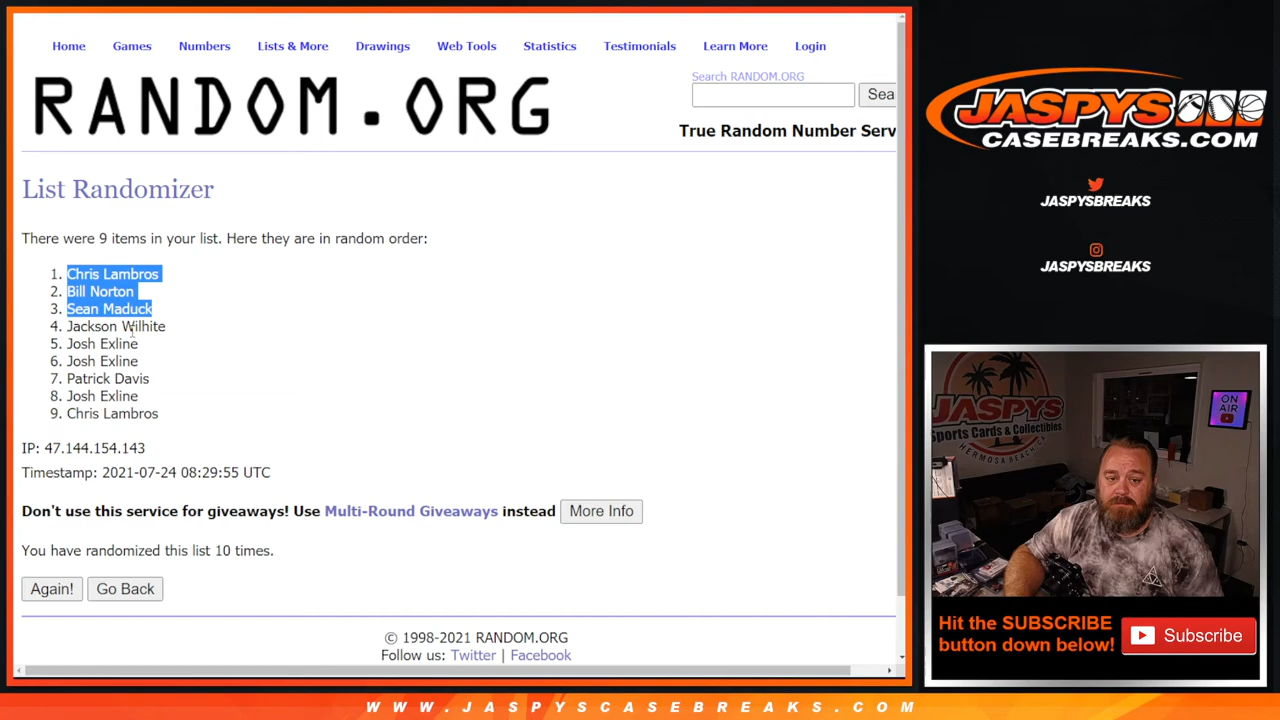 Home Games Numbers Lists & More Drawings Web Tools Statistics Testimonials Learn More Login
RANDOM.ORG
Search RANDOM.ORG
Sea
True Random Number Serv
List Randomizer
There were 9 items in your list. Here they are in random order:
1. Chris Lambros
2. Bill Norton
3. Sean Maduck
4. Jackson Wilhite
5. Josh Exline
6. Josh Exline
7. Patrick Davis
8. Josh Exline
9. Chris Lambros
IP: 47.144.154.143
Timestamp: 2021-07-24 08:29:55 UTC
Don't use this service for giveaways! Use Multi-Round Giveaways instead More Info
You have randomized this list 10 times.
Again! Go Back
© 1998-2021 RANDOM.ORG
Follow us: Twitter | Facebook
JASPYS
CASEBREAKS.COM
JASPYSBREAKS
JASPYSBREAKS
JASPYS
Sports Cards & Collectibles
HERMOSA BEACH, CA
ON
AIR
Hit the SUBSCRIBE
button down below!
Subscribe
WWW.JASPYSCASEBREAKS.COM